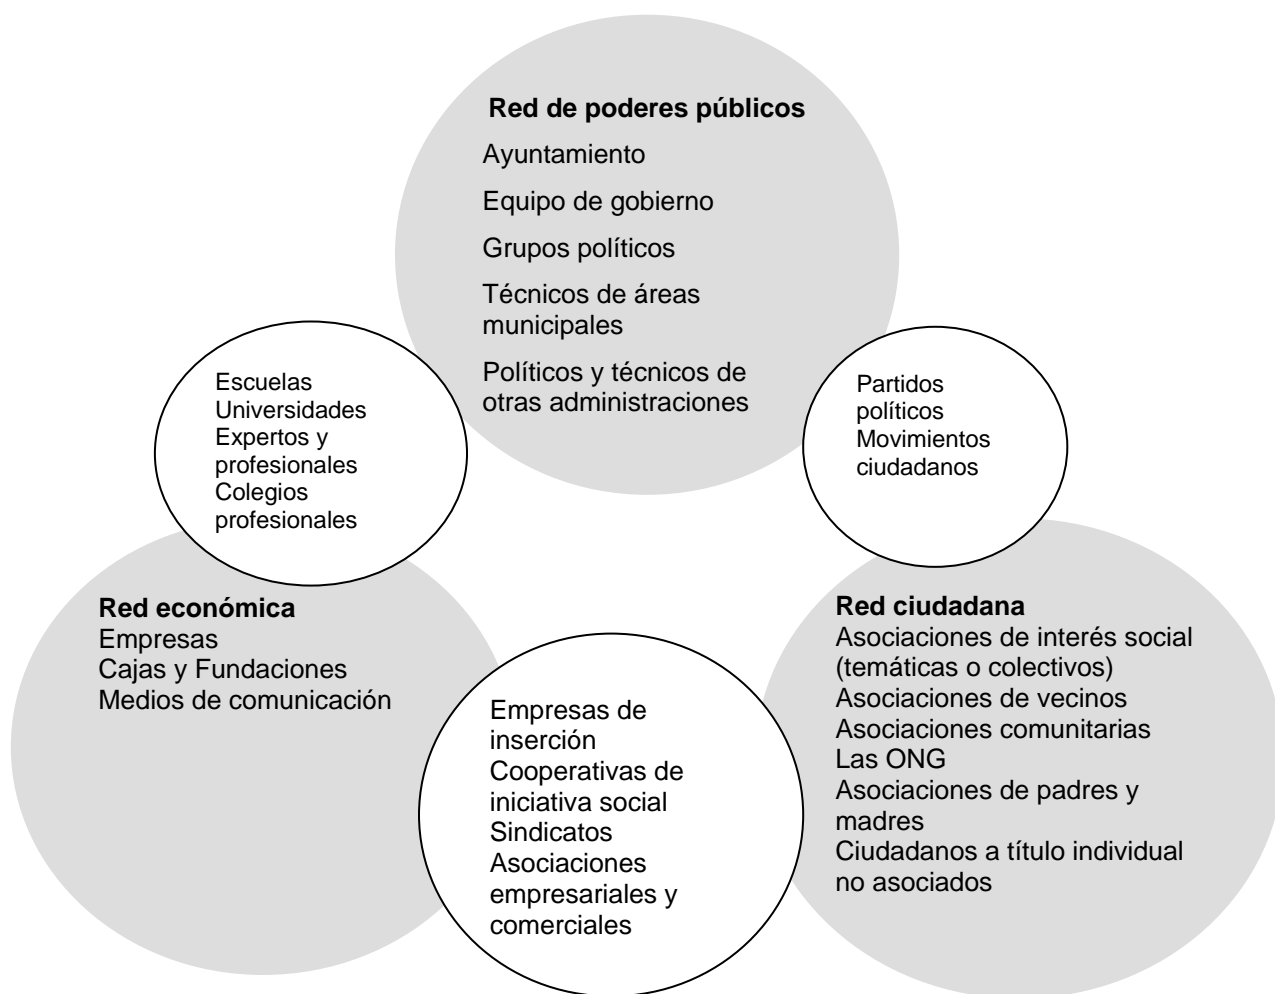 Red de poderes públicos
Ayuntamiento
Equipo de gobierno
Grupos políticos
Técnicos de áreas
municipales
Políticos y técnicos de
otras administraciones
Escuelas
Universidades
Expertos y
profesionales
Colegios
profesionales
Partidos
políticos
Movimientos
ciudadanos
Red económica
Empresas
Cajas y Fundaciones
Medios de comunicación
Empresas de
inserción
Cooperativas de
iniciativa social
Sindicatos
Asociaciones
empresariales y
comerciales
Red ciudadana
Asociaciones de interés social
(temáticas o colectivos)
Asociaciones de vecinos
Asociaciones comunitarias
Las ONG
Asociaciones de padres y
madres
Ciudadanos a título individual
no asociados